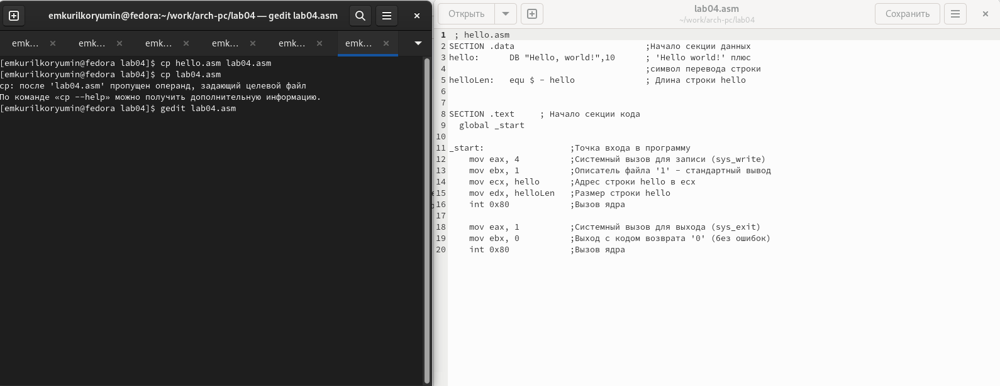 emkurilkoryumin@fedora:~/work/arch-pc/lab04 — gedit lab04.asm
emk... emk... emk... emk... emk... emk...
[emkurilkoryumin@fedora lab04]$ cp hello.asm lab04.asm
[emkurilkoryumin@fedora lab04]$ cp lab04.asm
cp: после 'lab04.asm' пропущен операнд, задающий целевой файл
По команде «cp --help» можно получить дополнительную информацию.
[emkurilkoryumin@fedora lab04]$ gedit lab04.asm
Открыть
lab04.asm
~/work/arch-pc/lab04
Сохранить
1 ; hello.asm
2 SECTION .data ;Начало секции данных
3 hello: DB "Hello, world!",10 ; 'Hello world!' плюс
4 ;символ перевода строки
5 helloLen: equ $ - hello ; Длина строки hello
6
7
8 SECTION .text ; Начало секции кода
9 global _start
10
11 _start: ;Точка входа в программу
12 mov eax, 4 ;Системный вызов для записи (sys_write)
13 mov ebx, 1 ;Описатель файла '1' - стандартный вывод
14 mov ecx, hello ;Адрес строки hello в ecx
15 mov edx, helloLen ;Размер строки hello
16 int 0x80 ;Вызов ядра
17
18 mov eax, 1 ;Системный вызов для выхода (sys_exit)
19 mov ebx, 0 ;Выход с кодом возврата '0' (без ошибок)
20 int 0x80 ;Вызов ядра